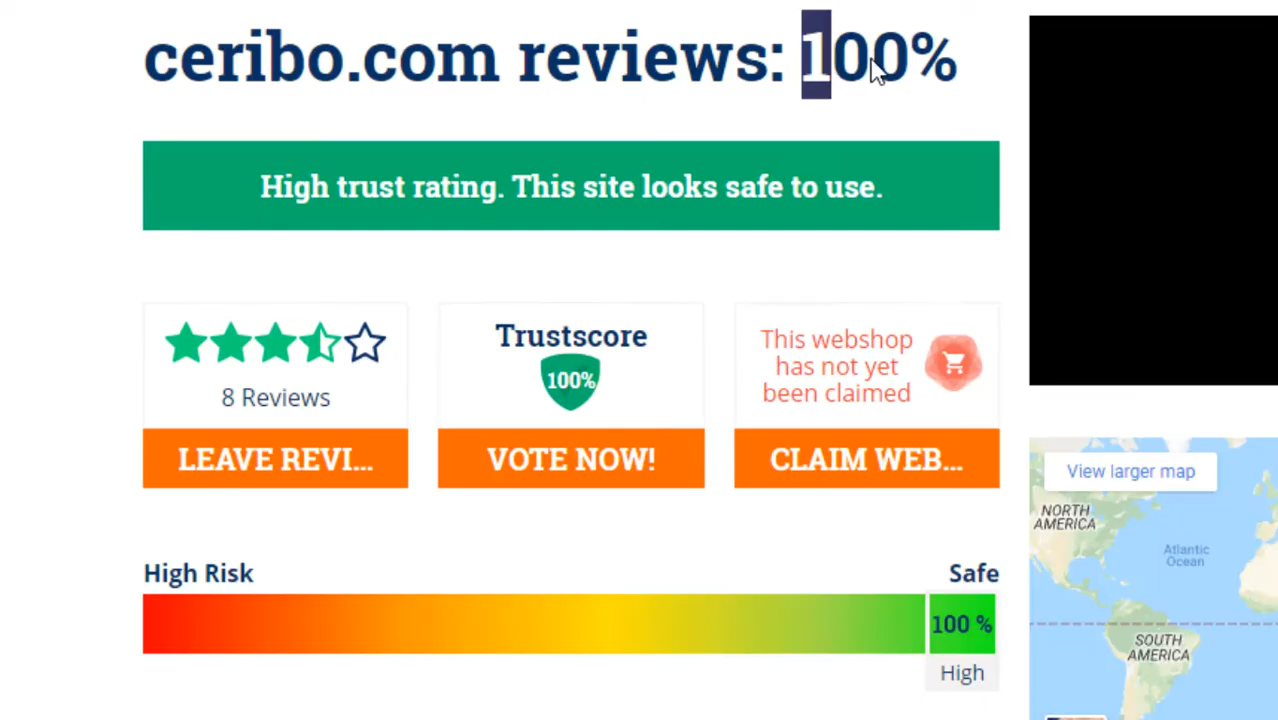 ceribo.com reviews: 100%
High trust rating. This site looks safe to use.
8 Reviews
LEAVE REVI...
Trustscore
100%
VOTE NOW!
This webshop
has not yet
been claimed
CLAIM WEB...
High Risk
Safe
100 %
High
View larger map
NORTH
AMERICA
Atlantic
Ocean
SOUTH
AMERICA